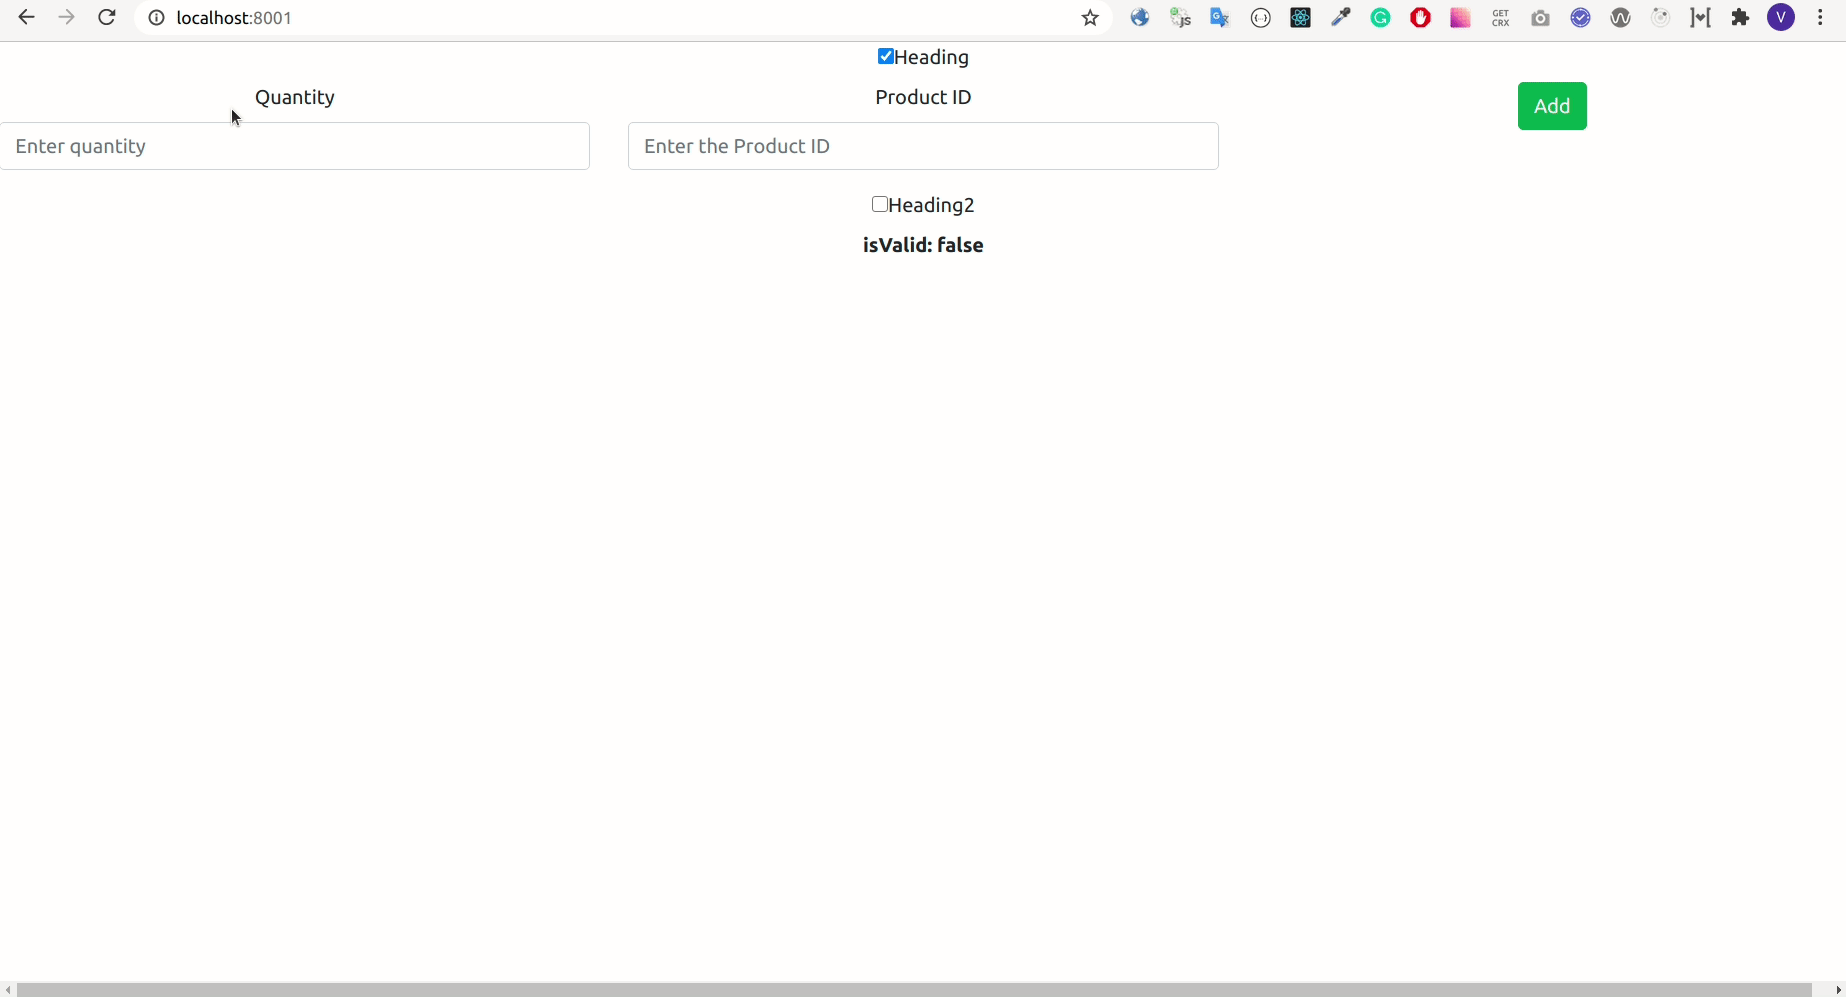 localhost:8001
GET
CRX
V
Heading
Quantity
Product ID
Add
Enter quantity
Enter the Product ID
Heading2
isValid: false